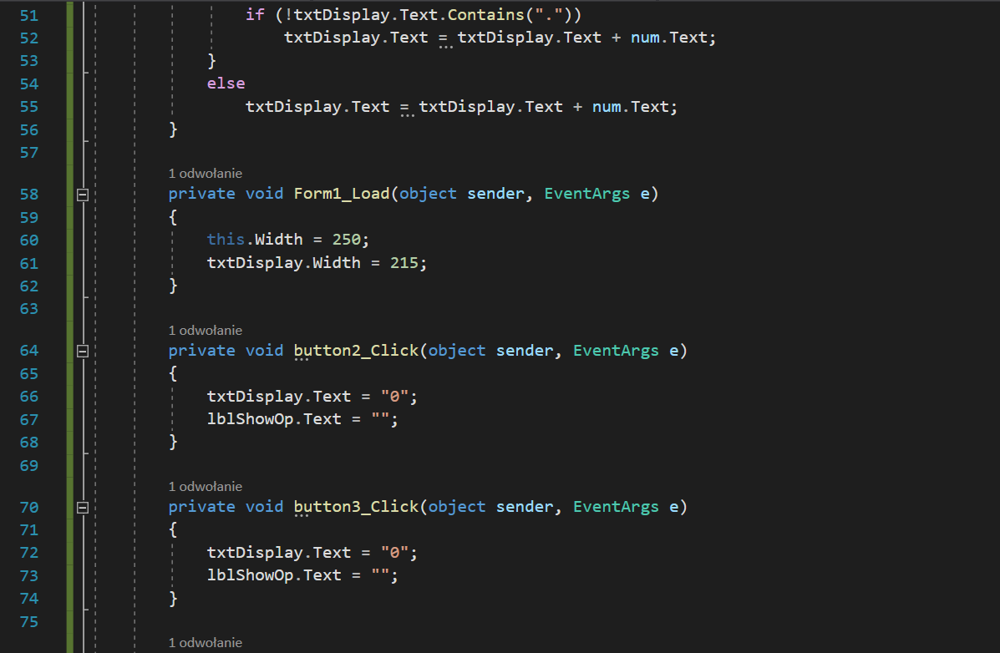 51 if (!txtDisplay.Text.Contains("."))
52 txtDisplay.Text = txtDisplay.Text + num.Text;
53 }
54 else
55 txtDisplay.Text = txtDisplay.Text + num.Text;
56 }
57
1 odwołanie
58 private void Form1_Load(object sender, EventArgs e)
59 {
60 this.Width = 250;
61 txtDisplay.Width = 215;
62 }
63
1 odwołanie
64 private void button2_Click(object sender, EventArgs e)
65 {
66 txtDisplay.Text = "0";
67 lblShowOp.Text = "";
68 }
69
1 odwołanie
70 private void button3_Click(object sender, EventArgs e)
71 {
72 txtDisplay.Text = "0";
73 lblShowOp.Text = "";
74 }
75
1 odwołanie